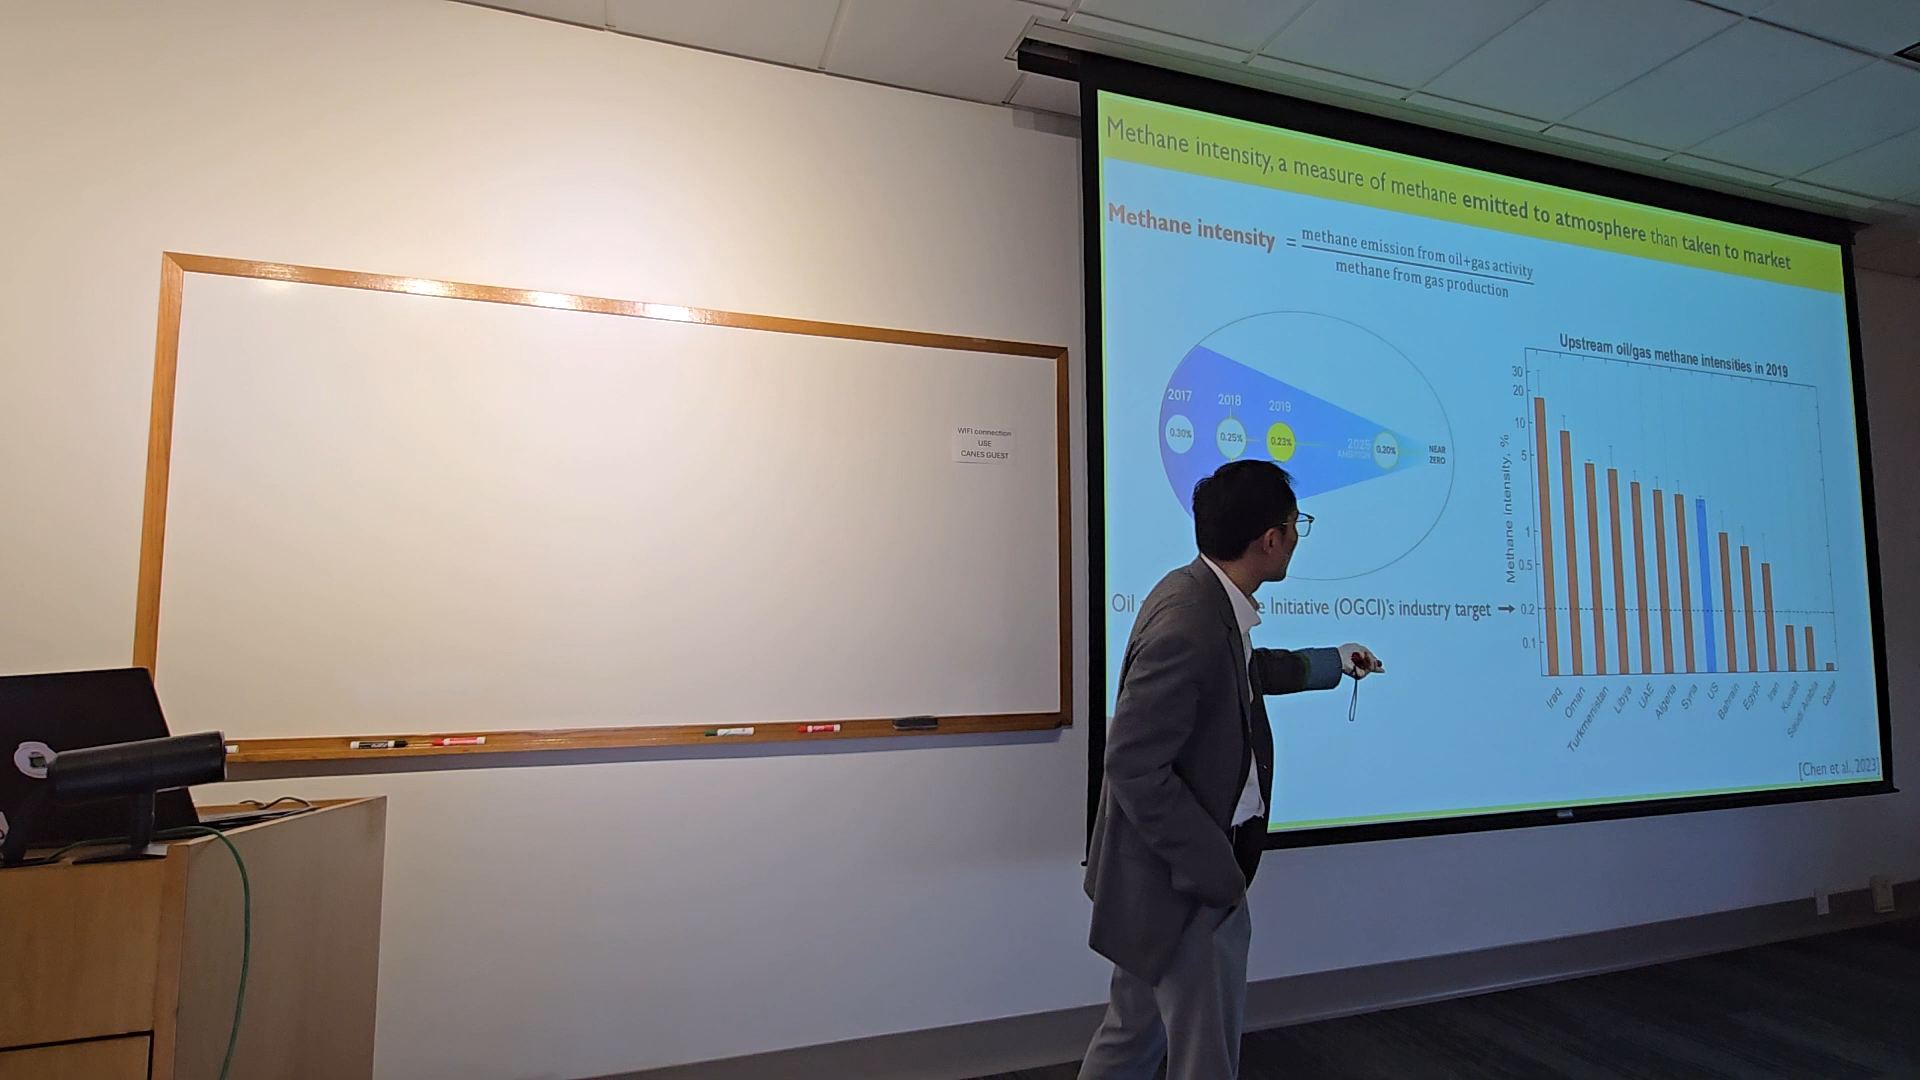 Methane intensity, a measure of methane emitted to atmosphere than taken to market
Methane intensity = methane emission from oil+gas activity
methane from gas production
WIFI connection
USE
CANES GUEST
2017
2018
2019
0.30%
0.25%
0.23%
2025
AMBITION
0.20%
NEAR
ZERO
Oil
e Initiative (OGCI)'s industry target →
Upstream oil/gas methane intensities in 2019
Methane intensity, %
30
20
10
5
1
0.5
0.2
0.1
Iraq
Oman
Turkmenistan
Libya
UAE
Algeria
Syria
US
Bahrain
Egypt
Iran
Kuwait
Saudi Arabia
Qatar
[Chen et al., 2023]